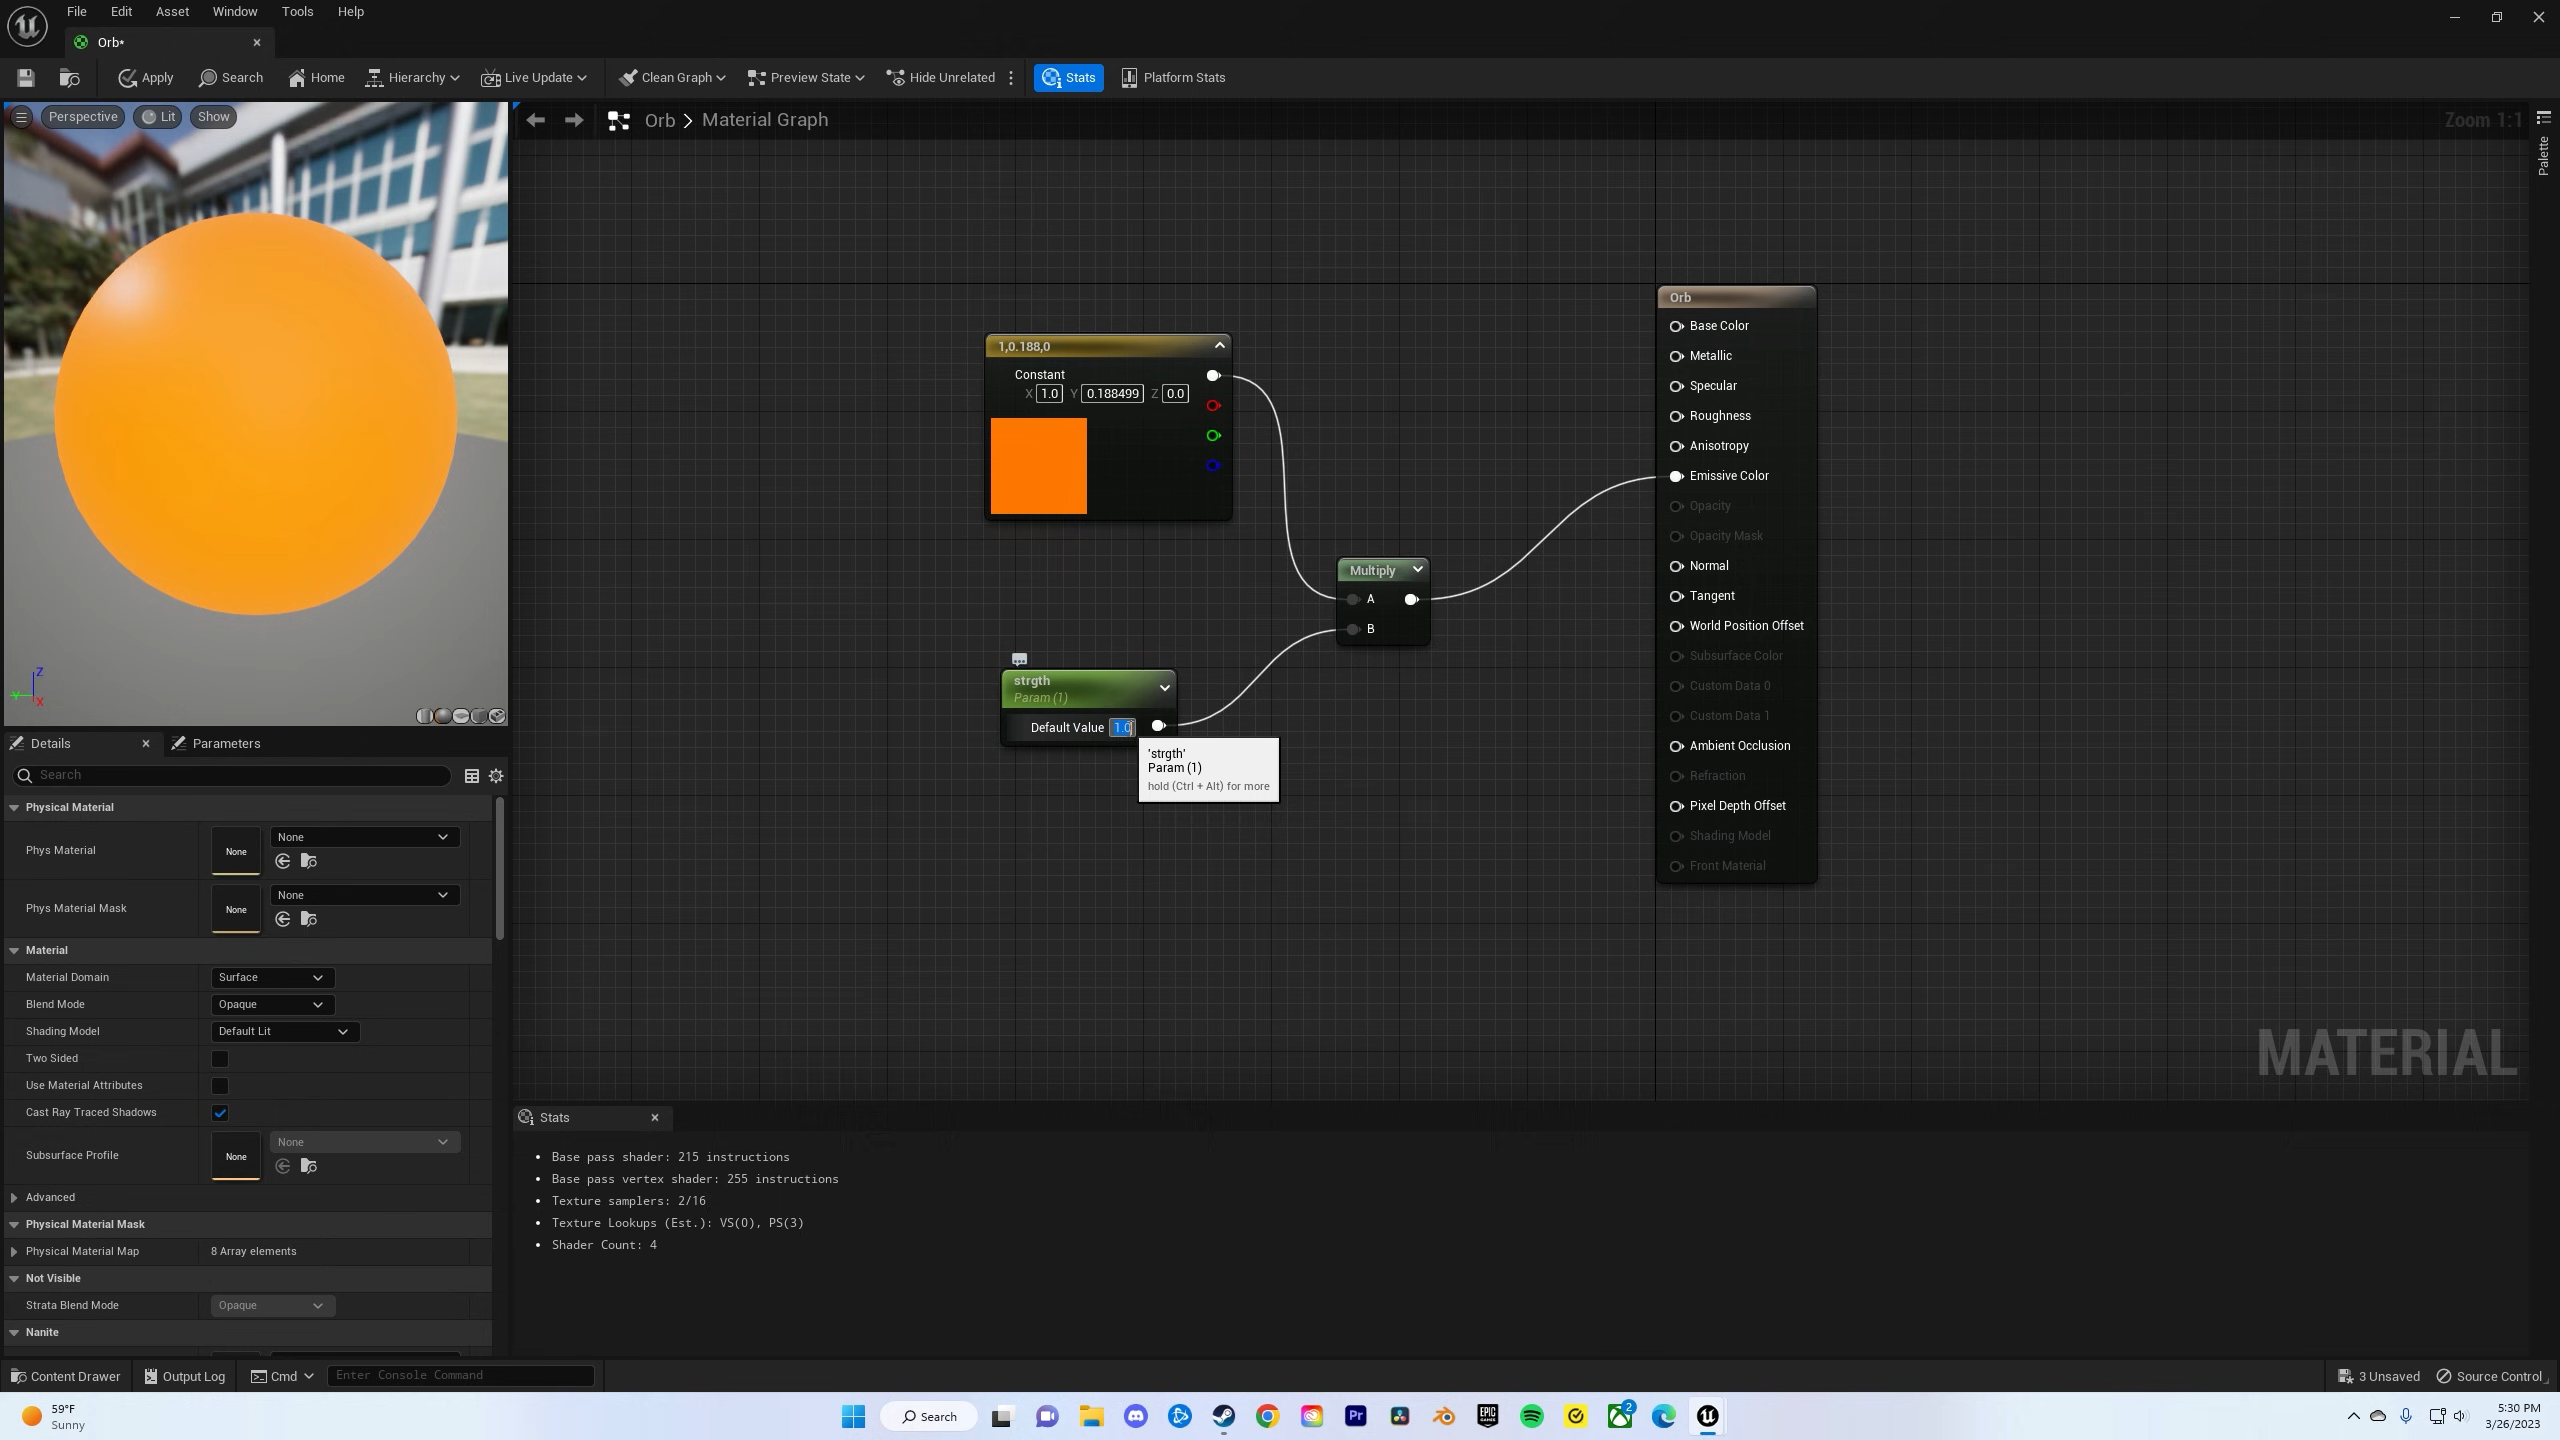 File Edit Asset Window Tools Help
Orb*
Apply Search Home Hierarchy Live Update Clean Graph Preview State Hide Unrelated Stats Platform Stats
Perspective Lit Show
Orb > Material Graph
Zoom 1:1
Palette
1,0.188,0
Constant
X 1.0 Y 0.188499 Z 0.0
Multiply
A
B
strgth
Param (1)
Default Value 1.0
'strgth'
Param (1)
hold (Ctrl + Alt) for more
Orb
Base Color
Metallic
Specular
Roughness
Anisotropy
Emissive Color
Opacity
Opacity Mask
Normal
Tangent
World Position Offset
Subsurface Color
Custom Data 0
Custom Data 1
Ambient Occlusion
Refraction
Pixel Depth Offset
Shading Model
Front Material
MATERIAL
Z
Y
X
Details Parameters
Search
Physical Material
Phys Material None None
Phys Material Mask None None
Material
Material Domain Surface
Blend Mode Opaque
Shading Model Default Lit
Two Sided
Use Material Attributes
Cast Ray Traced Shadows
Subsurface Profile None None
Advanced
Physical Material Mask
Physical Material Map 8 Array elements
Not Visible
Strata Blend Mode Opaque
Nanite
Stats
• Base pass shader: 215 instructions
• Base pass vertex shader: 255 instructions
• Texture samplers: 2/16
• Texture Lookups (Est.): VS(0), PS(3)
• Shader Count: 4
Content Drawer Output Log Cmd Enter Console Command 3 Unsaved Source Control
59°F
Sunny
Search
Pr
EPIC GAMES
2
5:30 PM
3/26/2023